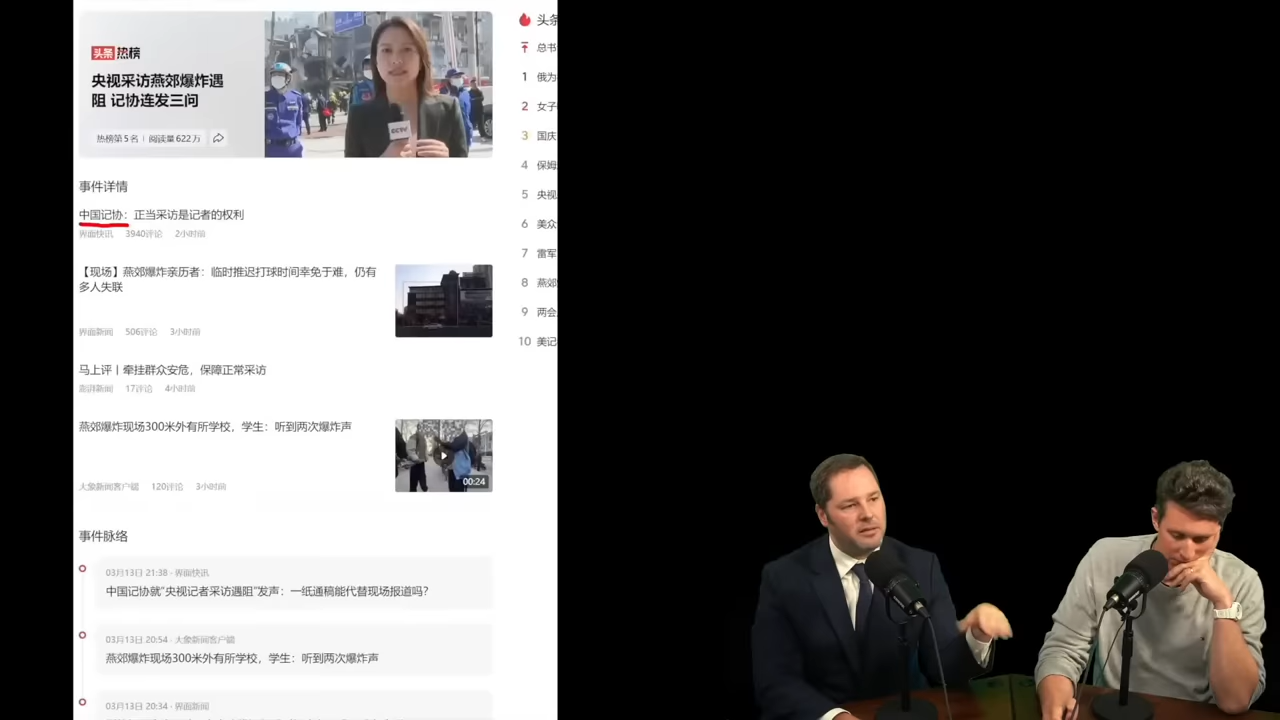 头条热榜
央视采访燕郊爆炸遇
阻 记协连发三问
热榜第5名 | 阅读量622万
CCTV
事件详情
中国记协：正当采访是记者的权利
界面快讯 3940评论 2小时前
【现场】燕郊爆炸亲历者：临时推迟打球时间幸免于难，仍有
多人失联
界面新闻 506评论 3小时前
马上评丨牵挂群众安危，保障正常采访
澎湃新闻 17评论 4小时前
燕郊爆炸现场300米外有所学校，学生：听到两次爆炸声
00:24
大象新闻客户端 120评论 3小时前
事件脉络
03月13日 21:38 · 界面快讯
中国记协就“央视记者采访遇阻”发声：一纸通稿能代替现场报道吗？
03月13日 20:54 · 大象新闻客户端
燕郊爆炸现场300米外有所学校，学生：听到两次爆炸声
03月13日 20:34 · 界面新闻
头条
总书
1 俄为
2 女子
3 国庆
4 保姆
5 央视
6 美众
7 雷军
8 燕郊
9 两会
10 美记